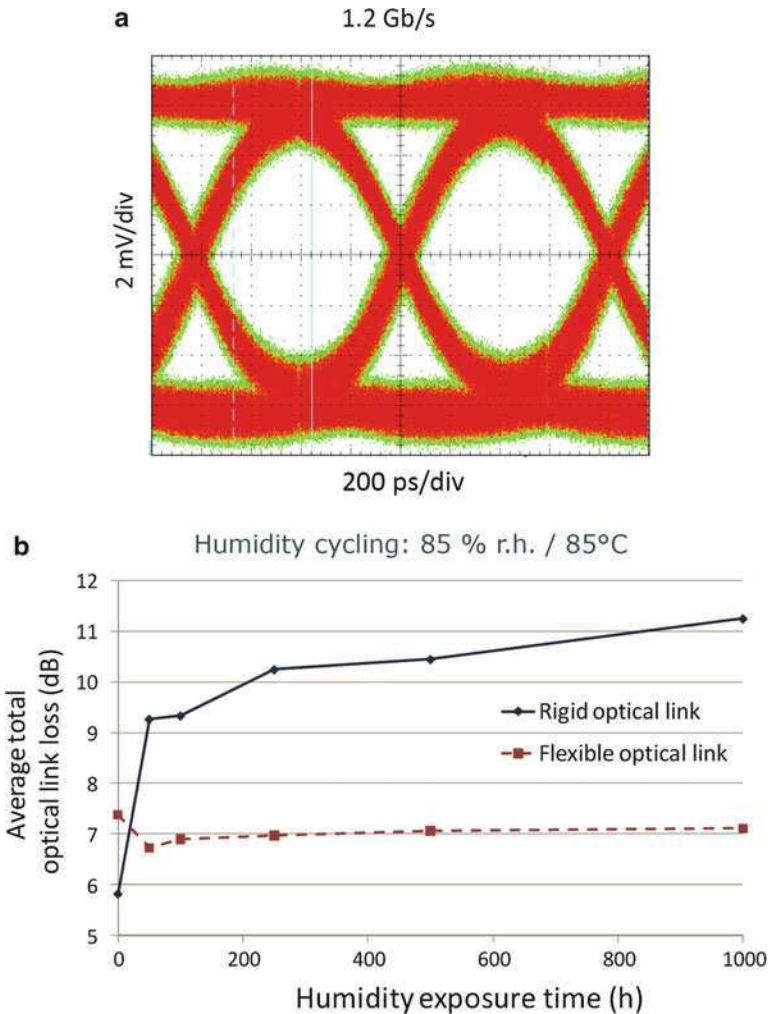 a
1.2 Gb/s
2 mV/div
200 ps/div
b
Humidity cycling: 85 % r.h. / 85°C
Average total
optical link loss (dB)
12
11
10
9
8
7
6
5
Rigid optical link
Flexible optical link
0
200
400
600
800
1000
Humidity exposure time (h)